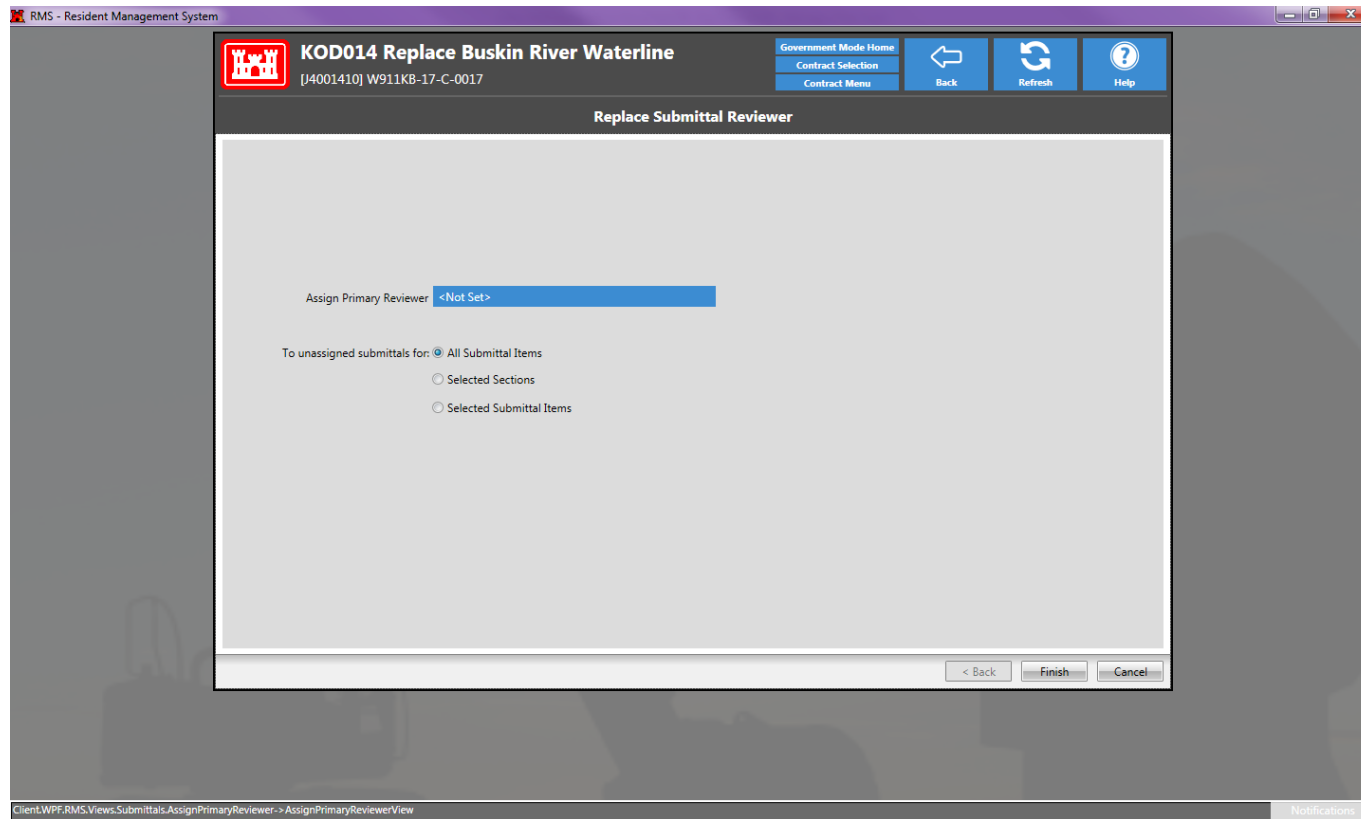 RMS - Resident Management System
KOD014 Replace Buskin River Waterline
[J4001410] W911KB-17-C-0017
Government Mode Home
Contract Selection
Contract Menu
Back
Refresh
Help
Replace Submittal Reviewer
Assign Primary Reviewer <Not Set>
To unassigned submittals for: All Submittal Items
Selected Sections
Selected Submittal Items
< Back Finish Cancel
Client.WPF.RMS.Views.Submittals.AssignPrimaryReviewer->AssignPrimaryReviewerView Notifications